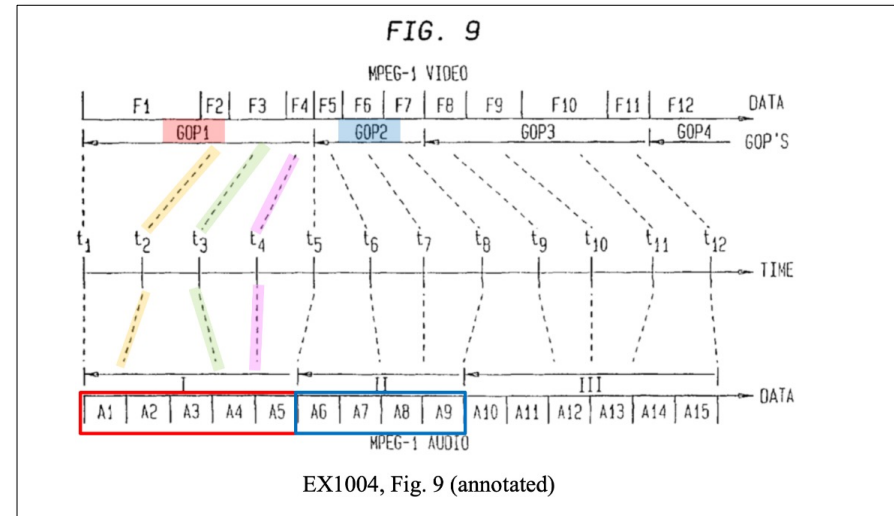 FIG. 9
MPEG-1 VIDEO
F1 F2 F3 F4 F5 F6 F7 F8 F9 F10 F11 F12 DATA
GOP1 GOP2 GOP3 GOP4 GOP'S
t1 t2 t3 t4 t5 t6 t7 t8 t9 t10 t11 t12
TIME
I II III
DATA
A1 A2 A3 A4 A5 A6 A7 A8 A9 A10 A11 A12 A13 A14 A15
MPEG-1 AUDIO
EX1004, Fig. 9 (annotated)